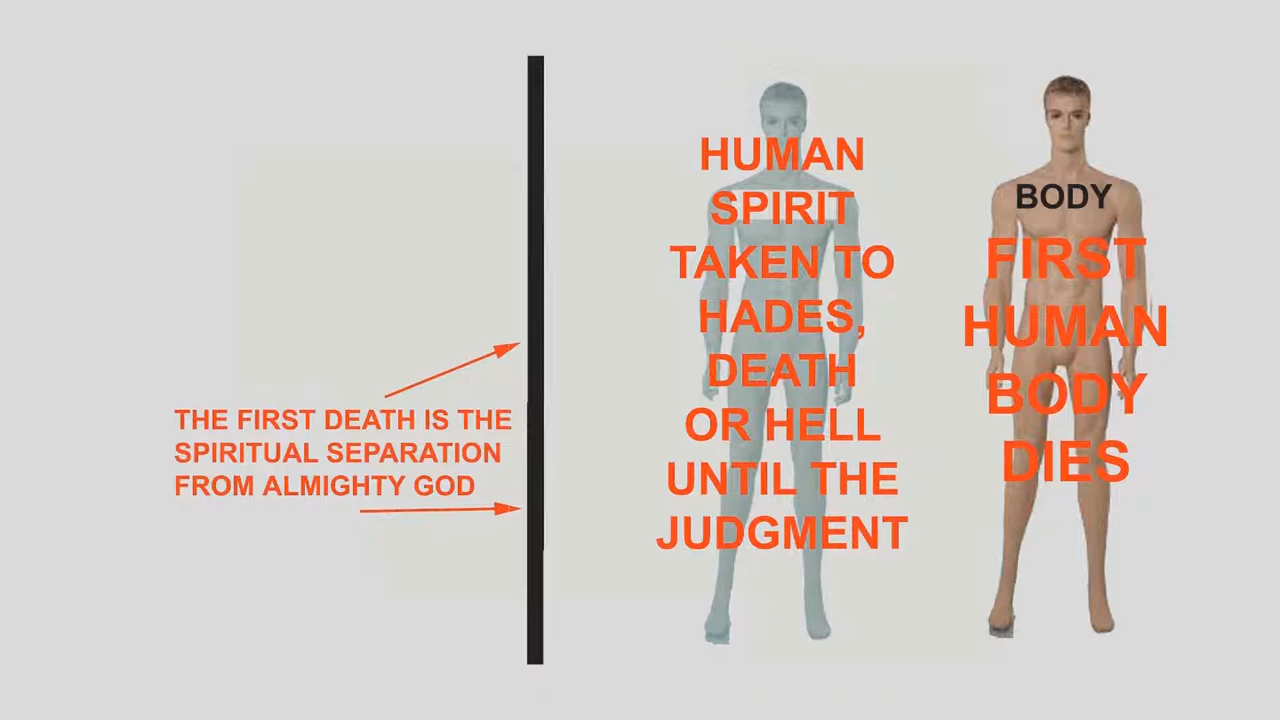 THE FIRST DEATH IS THE
SPIRITUAL SEPARATION
FROM ALMIGHTY GOD
HUMAN
SPIRIT
TAKEN TO
HADES,
DEATH
OR HELL
UNTIL THE
JUDGMENT
BODY
FIRST
HUMAN
BODY
DIES